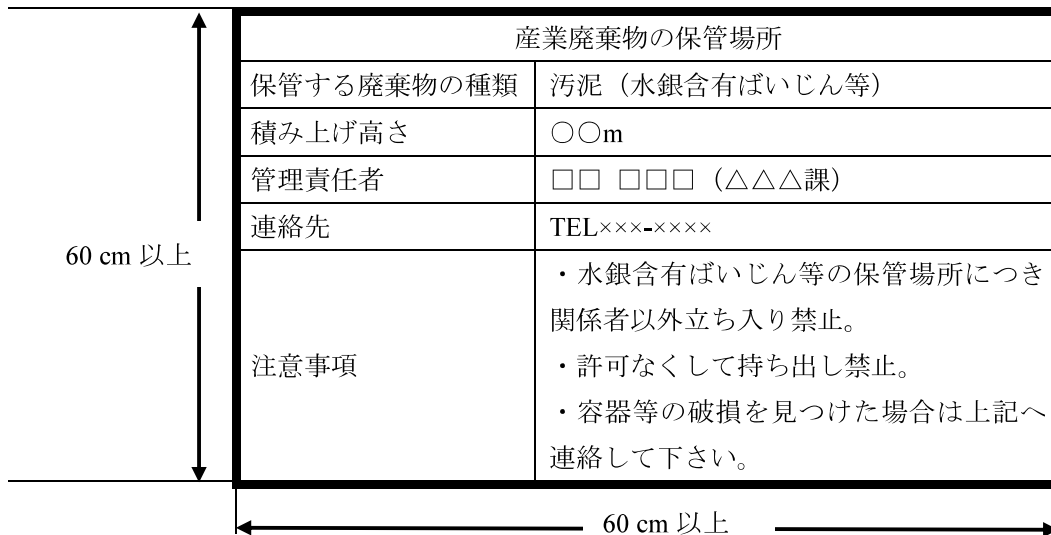 産業廃棄物の保管場所
保管する廃棄物の種類 汚泥（水銀含有ばいじん等）
積み上げ高さ ○○m
管理責任者 □□ □□□（△△△課）
連絡先 TEL×××-××××
60 cm 以上
注意事項
・水銀含有ばいじん等の保管場所につき
関係者以外立ち入り禁止。
・許可なくして持ち出し禁止。
・容器等の破損を見つけた場合は上記へ
連絡して下さい。
60 cm 以上